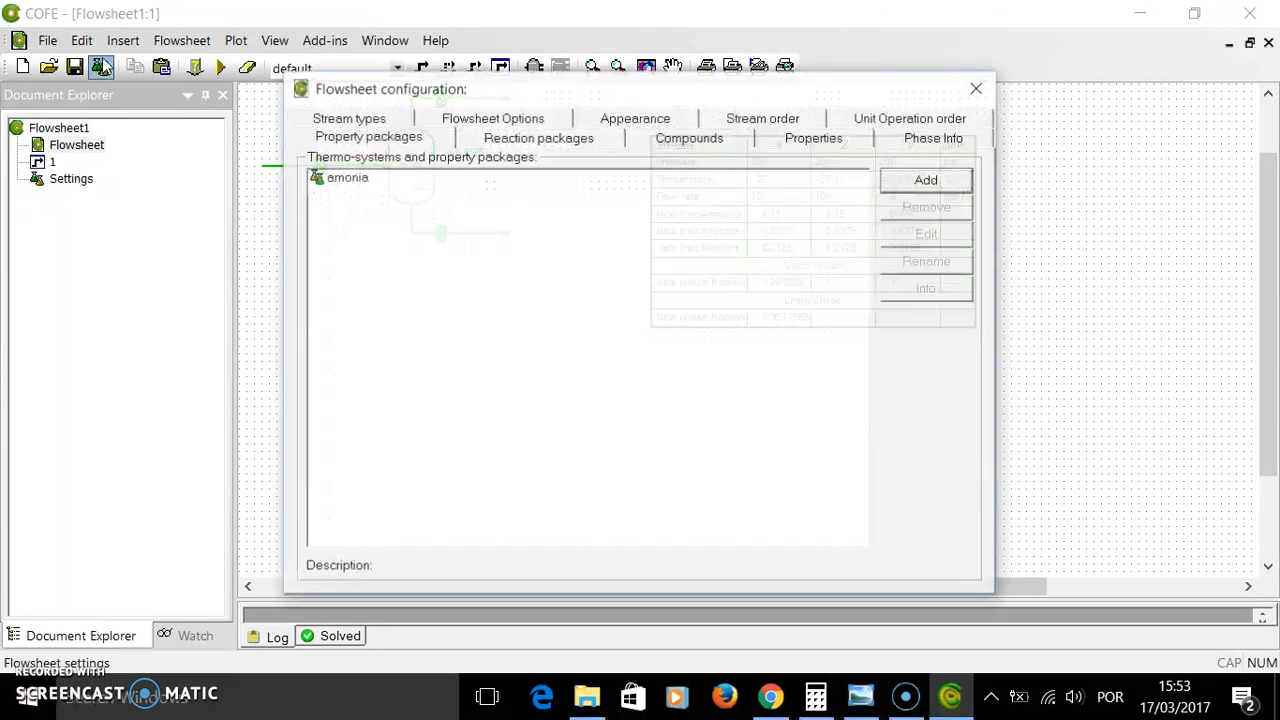 COFE - [Flowsheet1:1]
File Edit Insert Flowsheet Plot View Add-ins Window Help
default
Document Explorer
Flowsheet1
Flowsheet
1
Settings
Flowsheet configuration:
Stream types Flowsheet Options Appearance Stream order Unit Operation order
Property packages Reaction packages Compounds Properties Phase Info
Thermo-systems and property packages:
amonia
Add
Remove
Edit
Rename
Info
Description:
Document Explorer Watch
Log Solved
Flowsheet settings
CAP NUM
RECORDED WITH
SCREENCAST MATIC
Search Windows
POR
15:53
17/03/2017
2